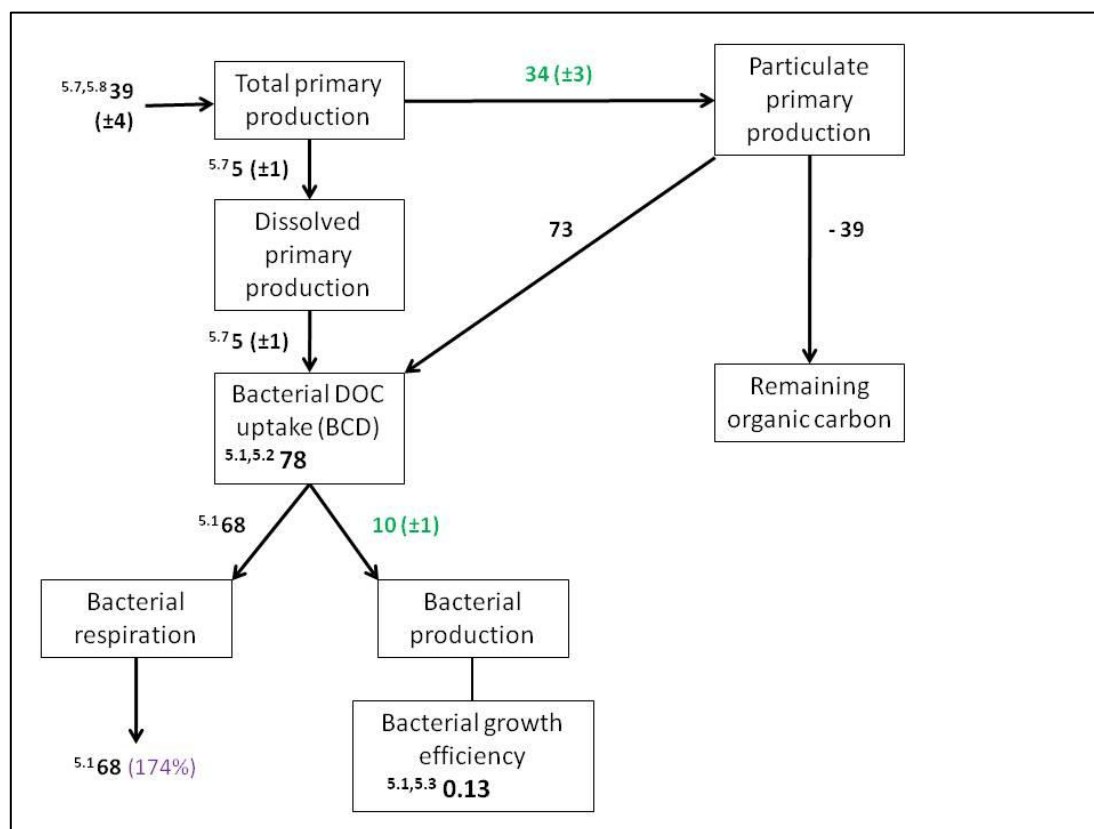 5.7,5.8 39
(±4)
Total primary
production
34 (±3)
Particulate
primary
production
5.7 5 (±1)
Dissolved
primary
production
73
- 39
5.7 5 (±1)
Bacterial DOC
uptake (BCD)
5.1,5.2 78
Remaining
organic carbon
5.1 68
10 (±1)
Bacterial
respiration
Bacterial
production
5.1 68 (174%)
Bacterial growth
efficiency
5.1,5.3 0.13